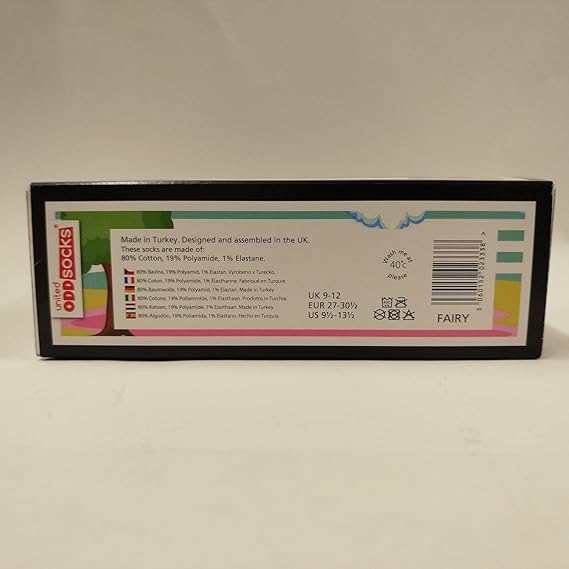 united
ODDSOCKS
Made in Turkey. Designed and assembled in the UK.
These socks are made of:
80% Cotton, 19% Polyamide, 1% Elastane.
80% Bavlna, 19% Polyamid, 1% Elastan. Vyrobeno v Turecko.
80% Coton, 19% Polyamide, 1% Elasthanne. Fabriqué en Turquie.
80% Baumwolle, 19% Polyamid, 1% Elastan. Made in Turkey
80% Cotone, 19% Poliammide, 1% Elasthaan. Prodotto in Turchia.
80% Katoen, 19% Polyamide, 1% Elasthaan. Made in Turkey
80% Algodón, 19% Poliamida, 1% Elastano. Hecho en Turquía.
UK 9-12
EUR 27-30½
US 9½-13½
Wash me at
40°c
please
5 060152 023338 >
FAIRY